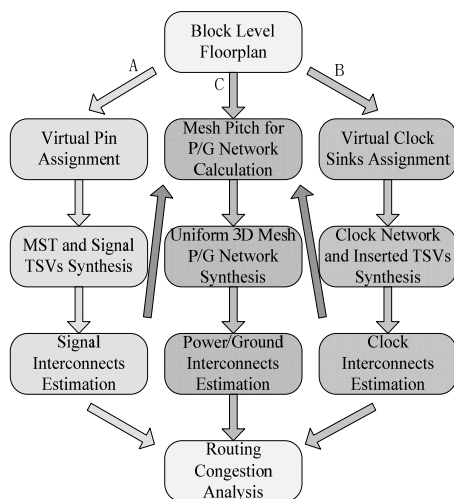 Block Level
Floorplan
A
C
B
Virtual Pin
Assignment
Mesh Pitch for
P/G Network
Calculation
Virtual Clock
Sinks Assignment
MST and Signal
TSVs Synthesis
Uniform 3D Mesh
P/G Network
Synthesis
Clock Network
and Inserted TSVs
Synthesis
Signal
Interconnects
Estimation
Power/Ground
Interconnects
Estimation
Clock
Interconnects
Estimation
Routing
Congestion
Analysis